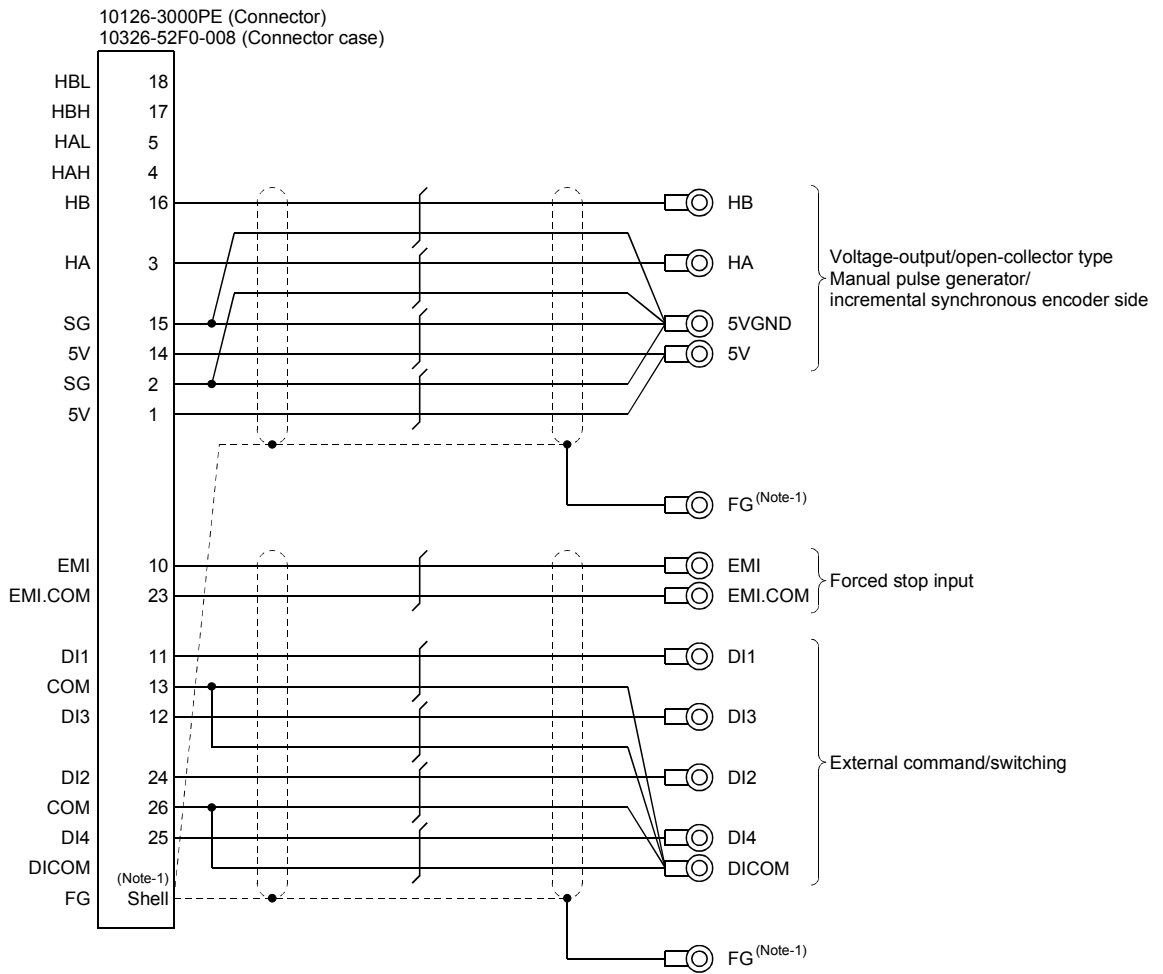 10126-3000PE (Connector)
10326-52F0-008 (Connector case)
HBL 18
HBH 17
HAL 5
HAH 4
HB 16 HB
HA 3 HA
SG 15 5VGND
5V 14 5V
SG 2
5V 1
Voltage-output/open-collector type
Manual pulse generator/
incremental synchronous encoder side
FG (Note-1)
EMI 10 EMI
EMI.COM 23 EMI.COM
Forced stop input
DI1 11 DI1
COM 13
DI3 12 DI3
DI2 24 DI2
COM 26
DI4 25 DI4
DICOM DICOM
External command/switching
(Note-1)
FG Shell
FG (Note-1)